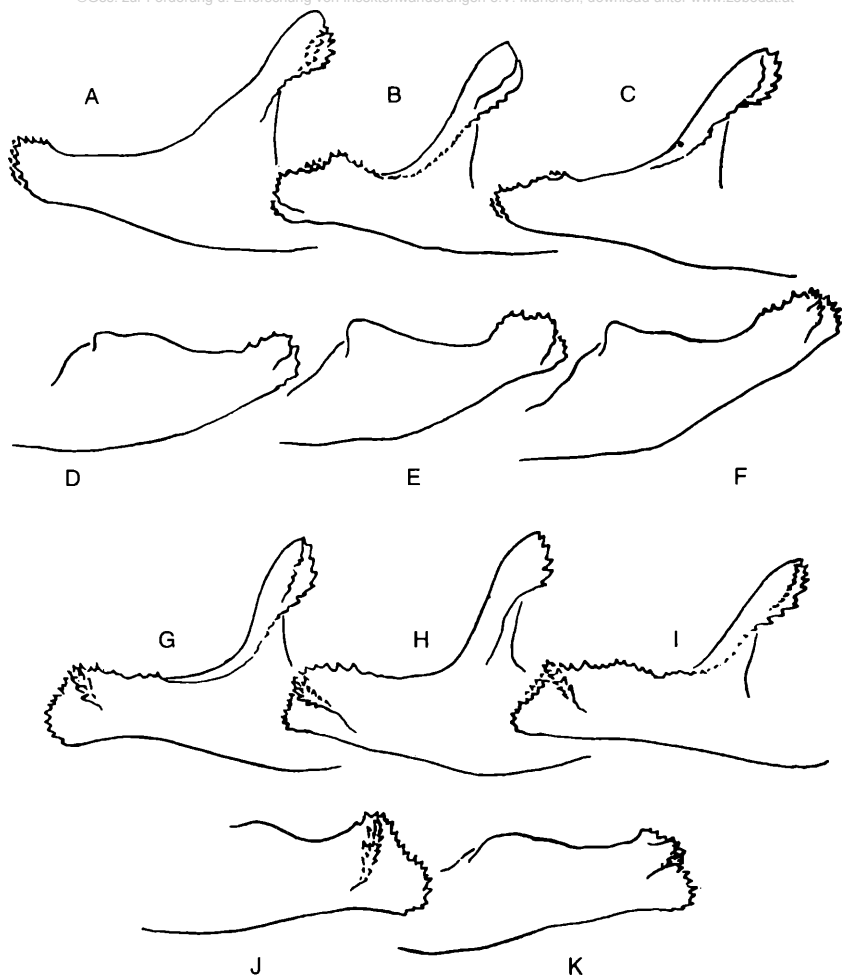 ©Ges. zur Förderung d. Erforschung von Insektenwanderungen e.V. München, download unter www.zobodat.at
A
B
C
D
E
F
G
H
I
J
K